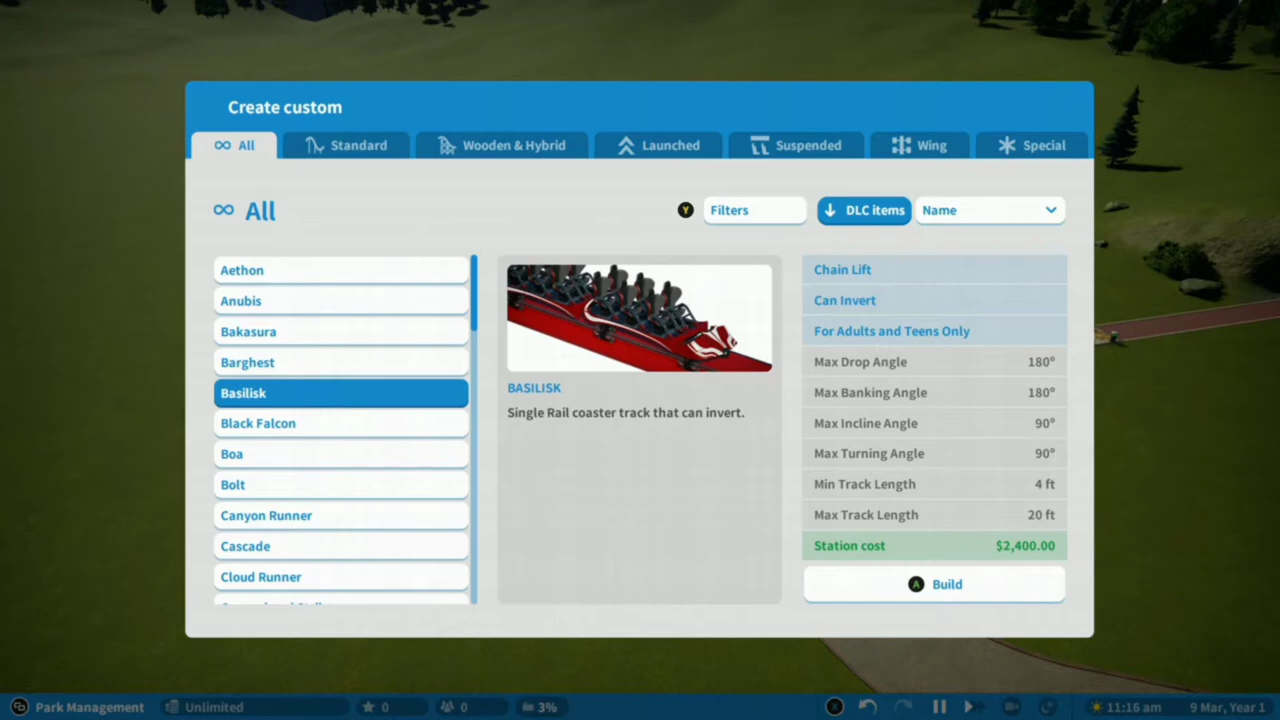 Create custom
All
Standard
Wooden & Hybrid
Launched
Suspended
Wing
Special
All
Y
Filters
DLC items
Name
Aethon
Anubis
Bakasura
Barghest
Basilisk
Black Falcon
Boa
Bolt
Canyon Runner
Cascade
Cloud Runner
BASILISK
Single Rail coaster track that can invert.
Chain Lift
Can Invert
For Adults and Teens Only
Max Drop Angle 180°
Max Banking Angle 180°
Max Incline Angle 90°
Max Turning Angle 90°
Min Track Length 4 ft
Max Track Length 20 ft
Station cost $2,400.00
A Build
Park Management Unlimited 0 0 3% X 11:16 am 9 Mar, Year 1